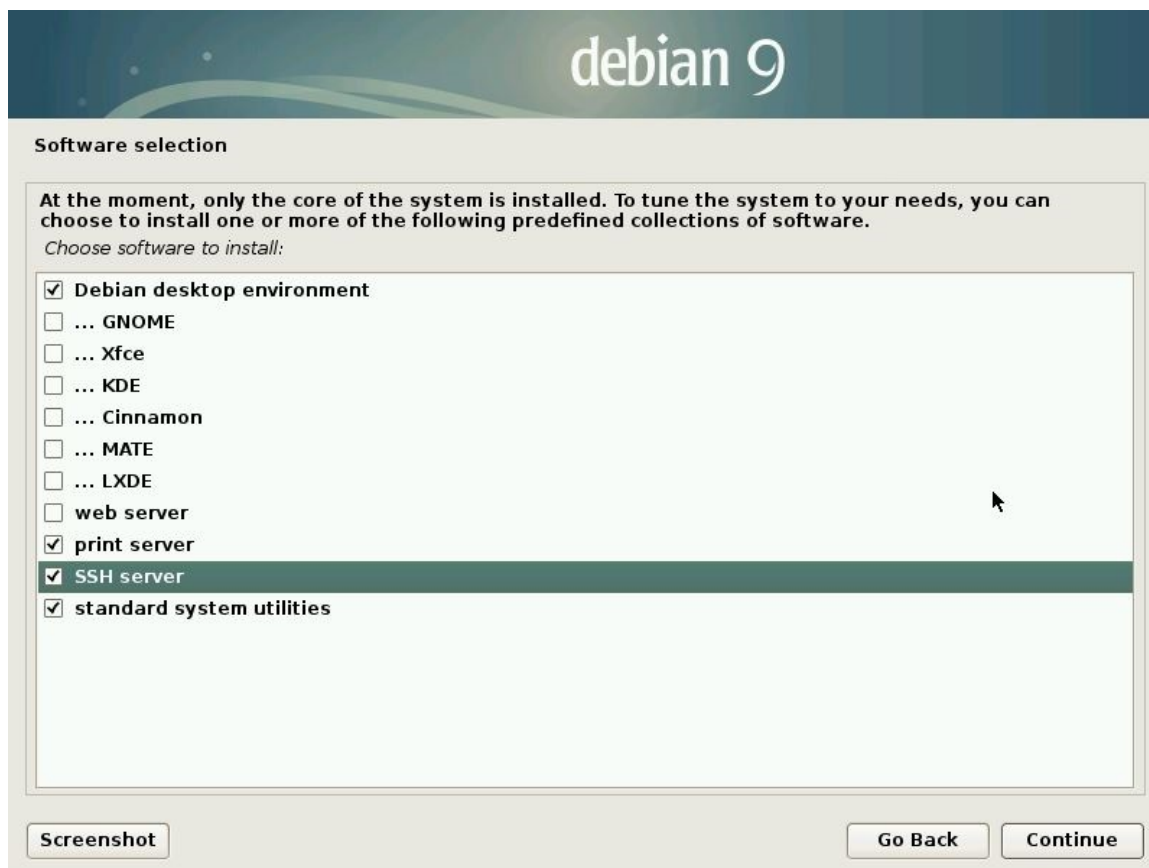 debian 9
Software selection
At the moment, only the core of the system is installed. To tune the system to your needs, you can
choose to install one or more of the following predefined collections of software.
Choose software to install:
Debian desktop environment
... GNOME
... Xfce
... KDE
... Cinnamon
... MATE
... LXDE
web server
print server
SSH server
standard system utilities
Screenshot
Go Back
Continue